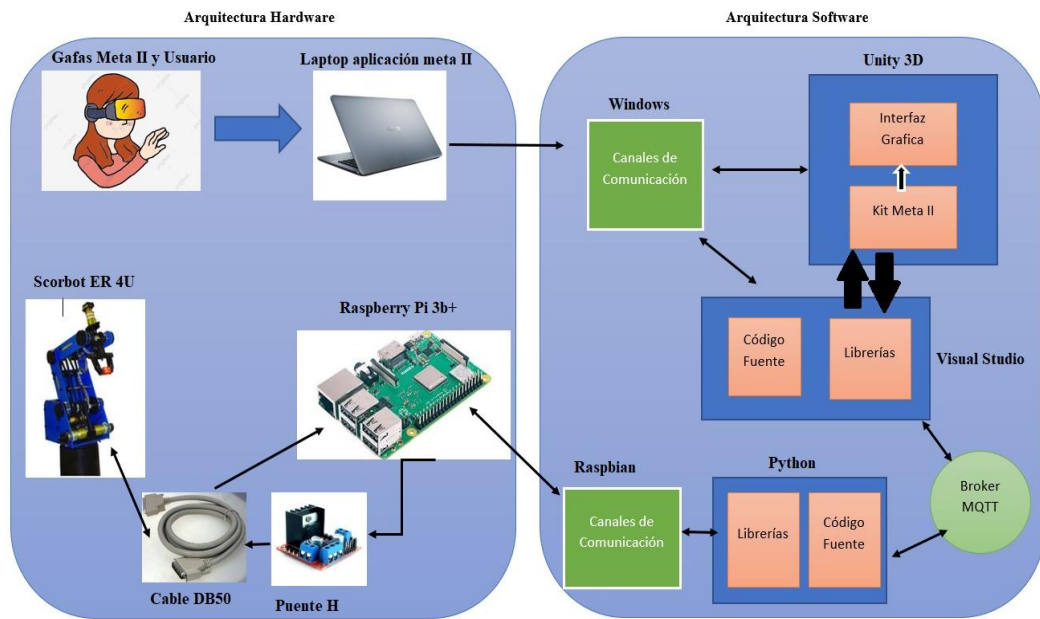 Arquitectura Hardware
Arquitectura Software
Gafas Meta II y Usuario
Laptop aplicación meta II
Scorbot ER 4U
Raspberry Pi 3b+
Cable DB50
Puente H
Unity 3D
Windows
Interfaz
Grafica
Canales de
Comunicación
Kit Meta II
Código
Fuente
Librerías
Visual Studio
Raspbian
Python
Canales de
Comunicación
Librerías
Código
Fuente
Broker
MQTT